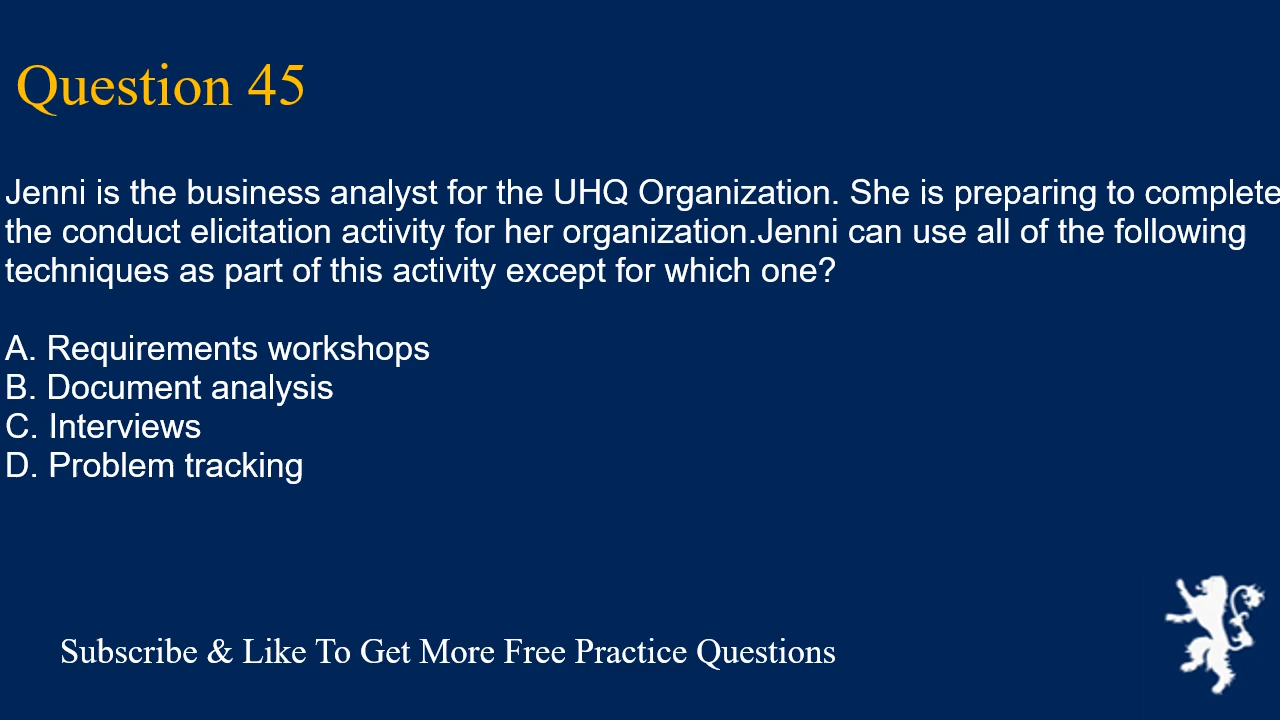 Question 45
Jenni is the business analyst for the UHQ Organization. She is preparing to complete
the conduct elicitation activity for her organization.Jenni can use all of the following
techniques as part of this activity except for which one?
A. Requirements workshops
B. Document analysis
C. Interviews
D. Problem tracking
Subscribe & Like To Get More Free Practice Questions